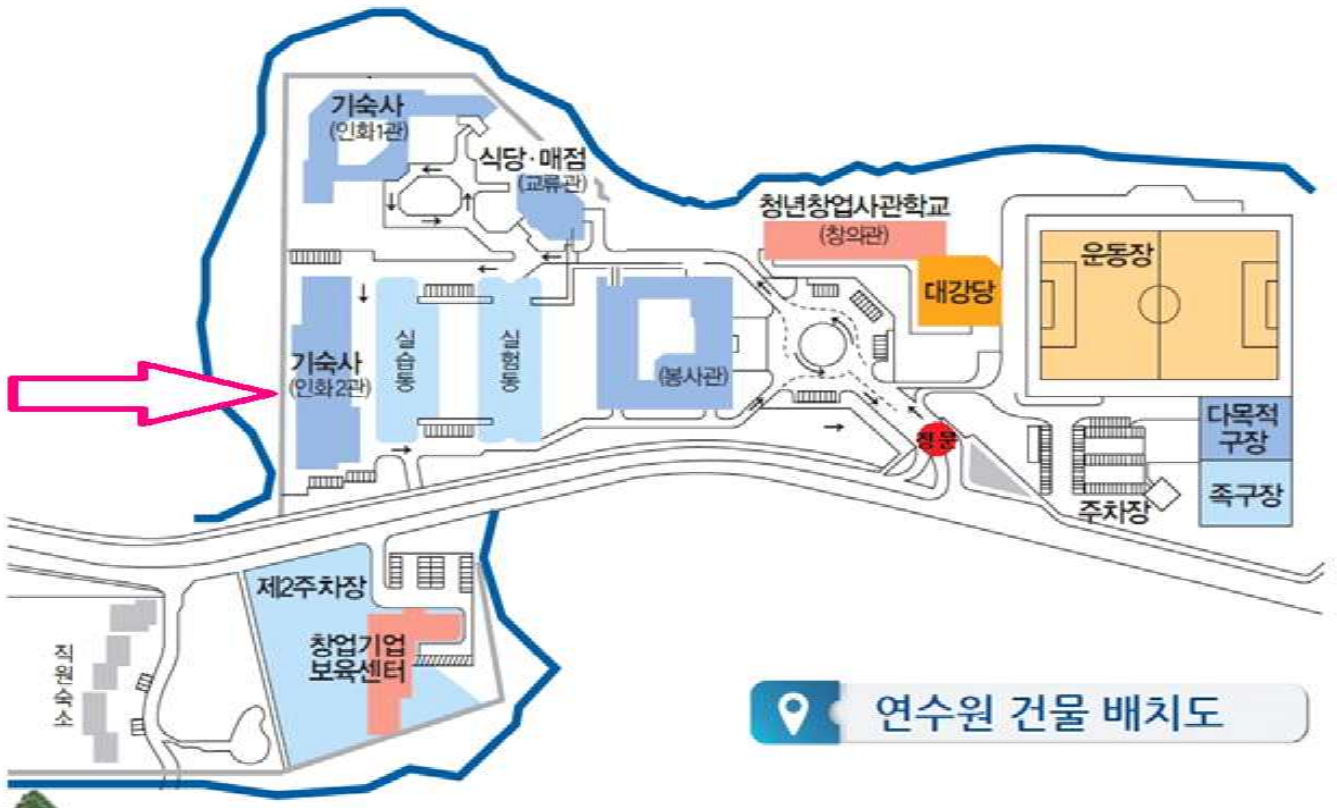 기숙사
(인화1관)
식당·매점
(교류관)
청년창업사관학교
(창의관)
운동장
대강당
기숙사
(인화2관)
실습동
실험동
(봉사관)
정문
다목적
구장
족구장
주차장
제2주차장
창업기업
보육센터
직원숙소
연수원 건물 배치도